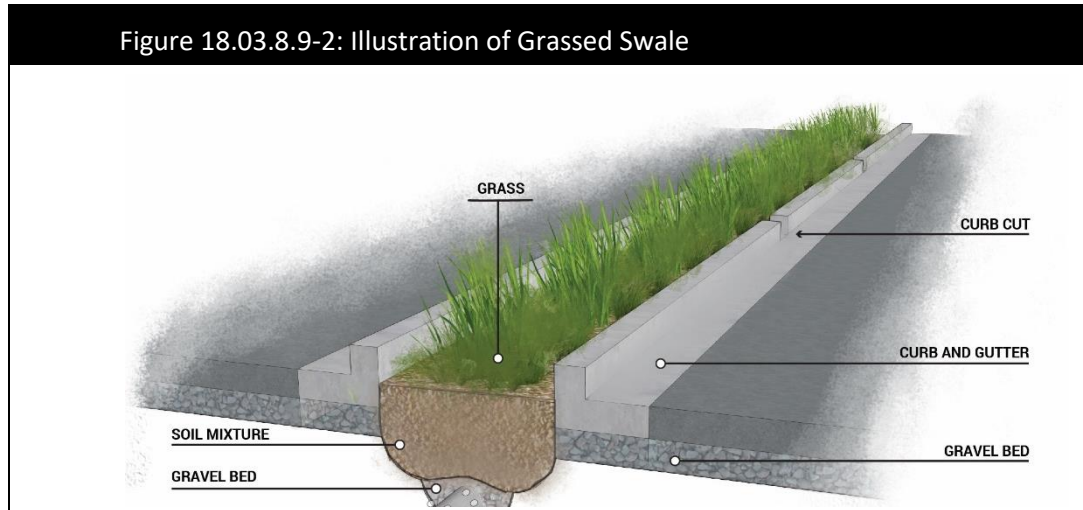 Figure 18.03.8.9-2: Illustration of Grassed Swale
GRASS
CURB CUT
CURB AND GUTTER
SOIL MIXTURE
GRAVEL BED
GRAVEL BED